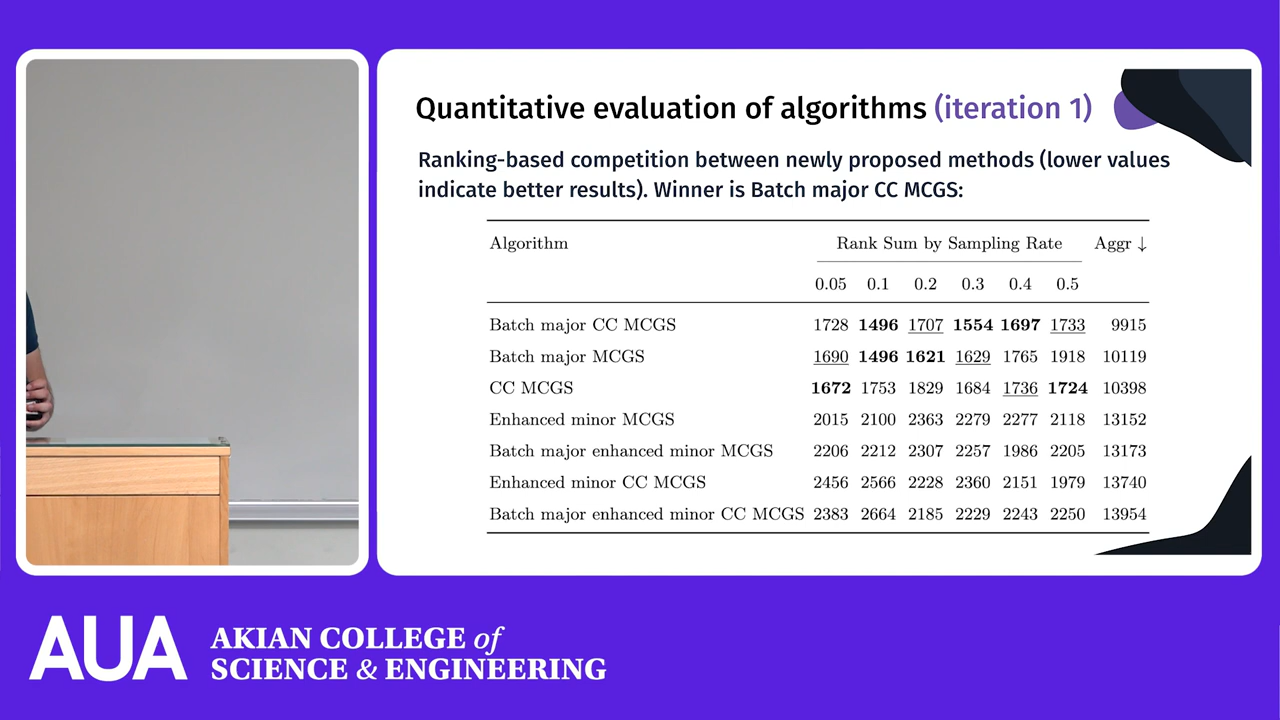 Quantitative evaluation of algorithms (iteration 1)
Ranking-based competition between newly proposed methods (lower values
indicate better results). Winner is Batch major CC MCGS:
Algorithm Rank Sum by Sampling Rate Aggr ↓
0.05 0.1 0.2 0.3 0.4 0.5
Batch major CC MCGS 1728 1496 1707 1554 1697 1733 9915
Batch major MCGS 1690 1496 1621 1629 1765 1918 10119
CC MCGS 1672 1753 1829 1684 1736 1724 10398
Enhanced minor MCGS 2015 2100 2363 2279 2277 2118 13152
Batch major enhanced minor MCGS 2206 2212 2307 2257 1986 2205 13173
Enhanced minor CC MCGS 2456 2566 2228 2360 2151 1979 13740
Batch major enhanced minor CC MCGS 2383 2664 2185 2229 2243 2250 13954
AUA AKIAN COLLEGE of
SCIENCE & ENGINEERING